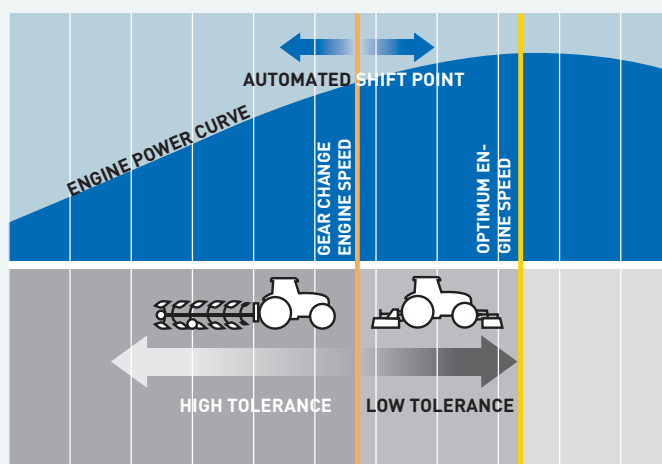 AUTOMATED SHIFT POINT
ENGINE POWER CURVE
GEAR CHANGE
ENGINE SPEED
OPTIMUM EN-
GINE SPEED
HIGH TOLERANCE
LOW TOLERANCE